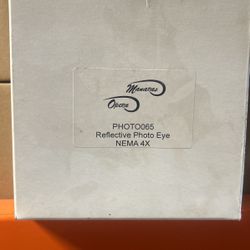 Manaras
Opera
PHOTO065
Reflective Photo Eye
NEMA 4X